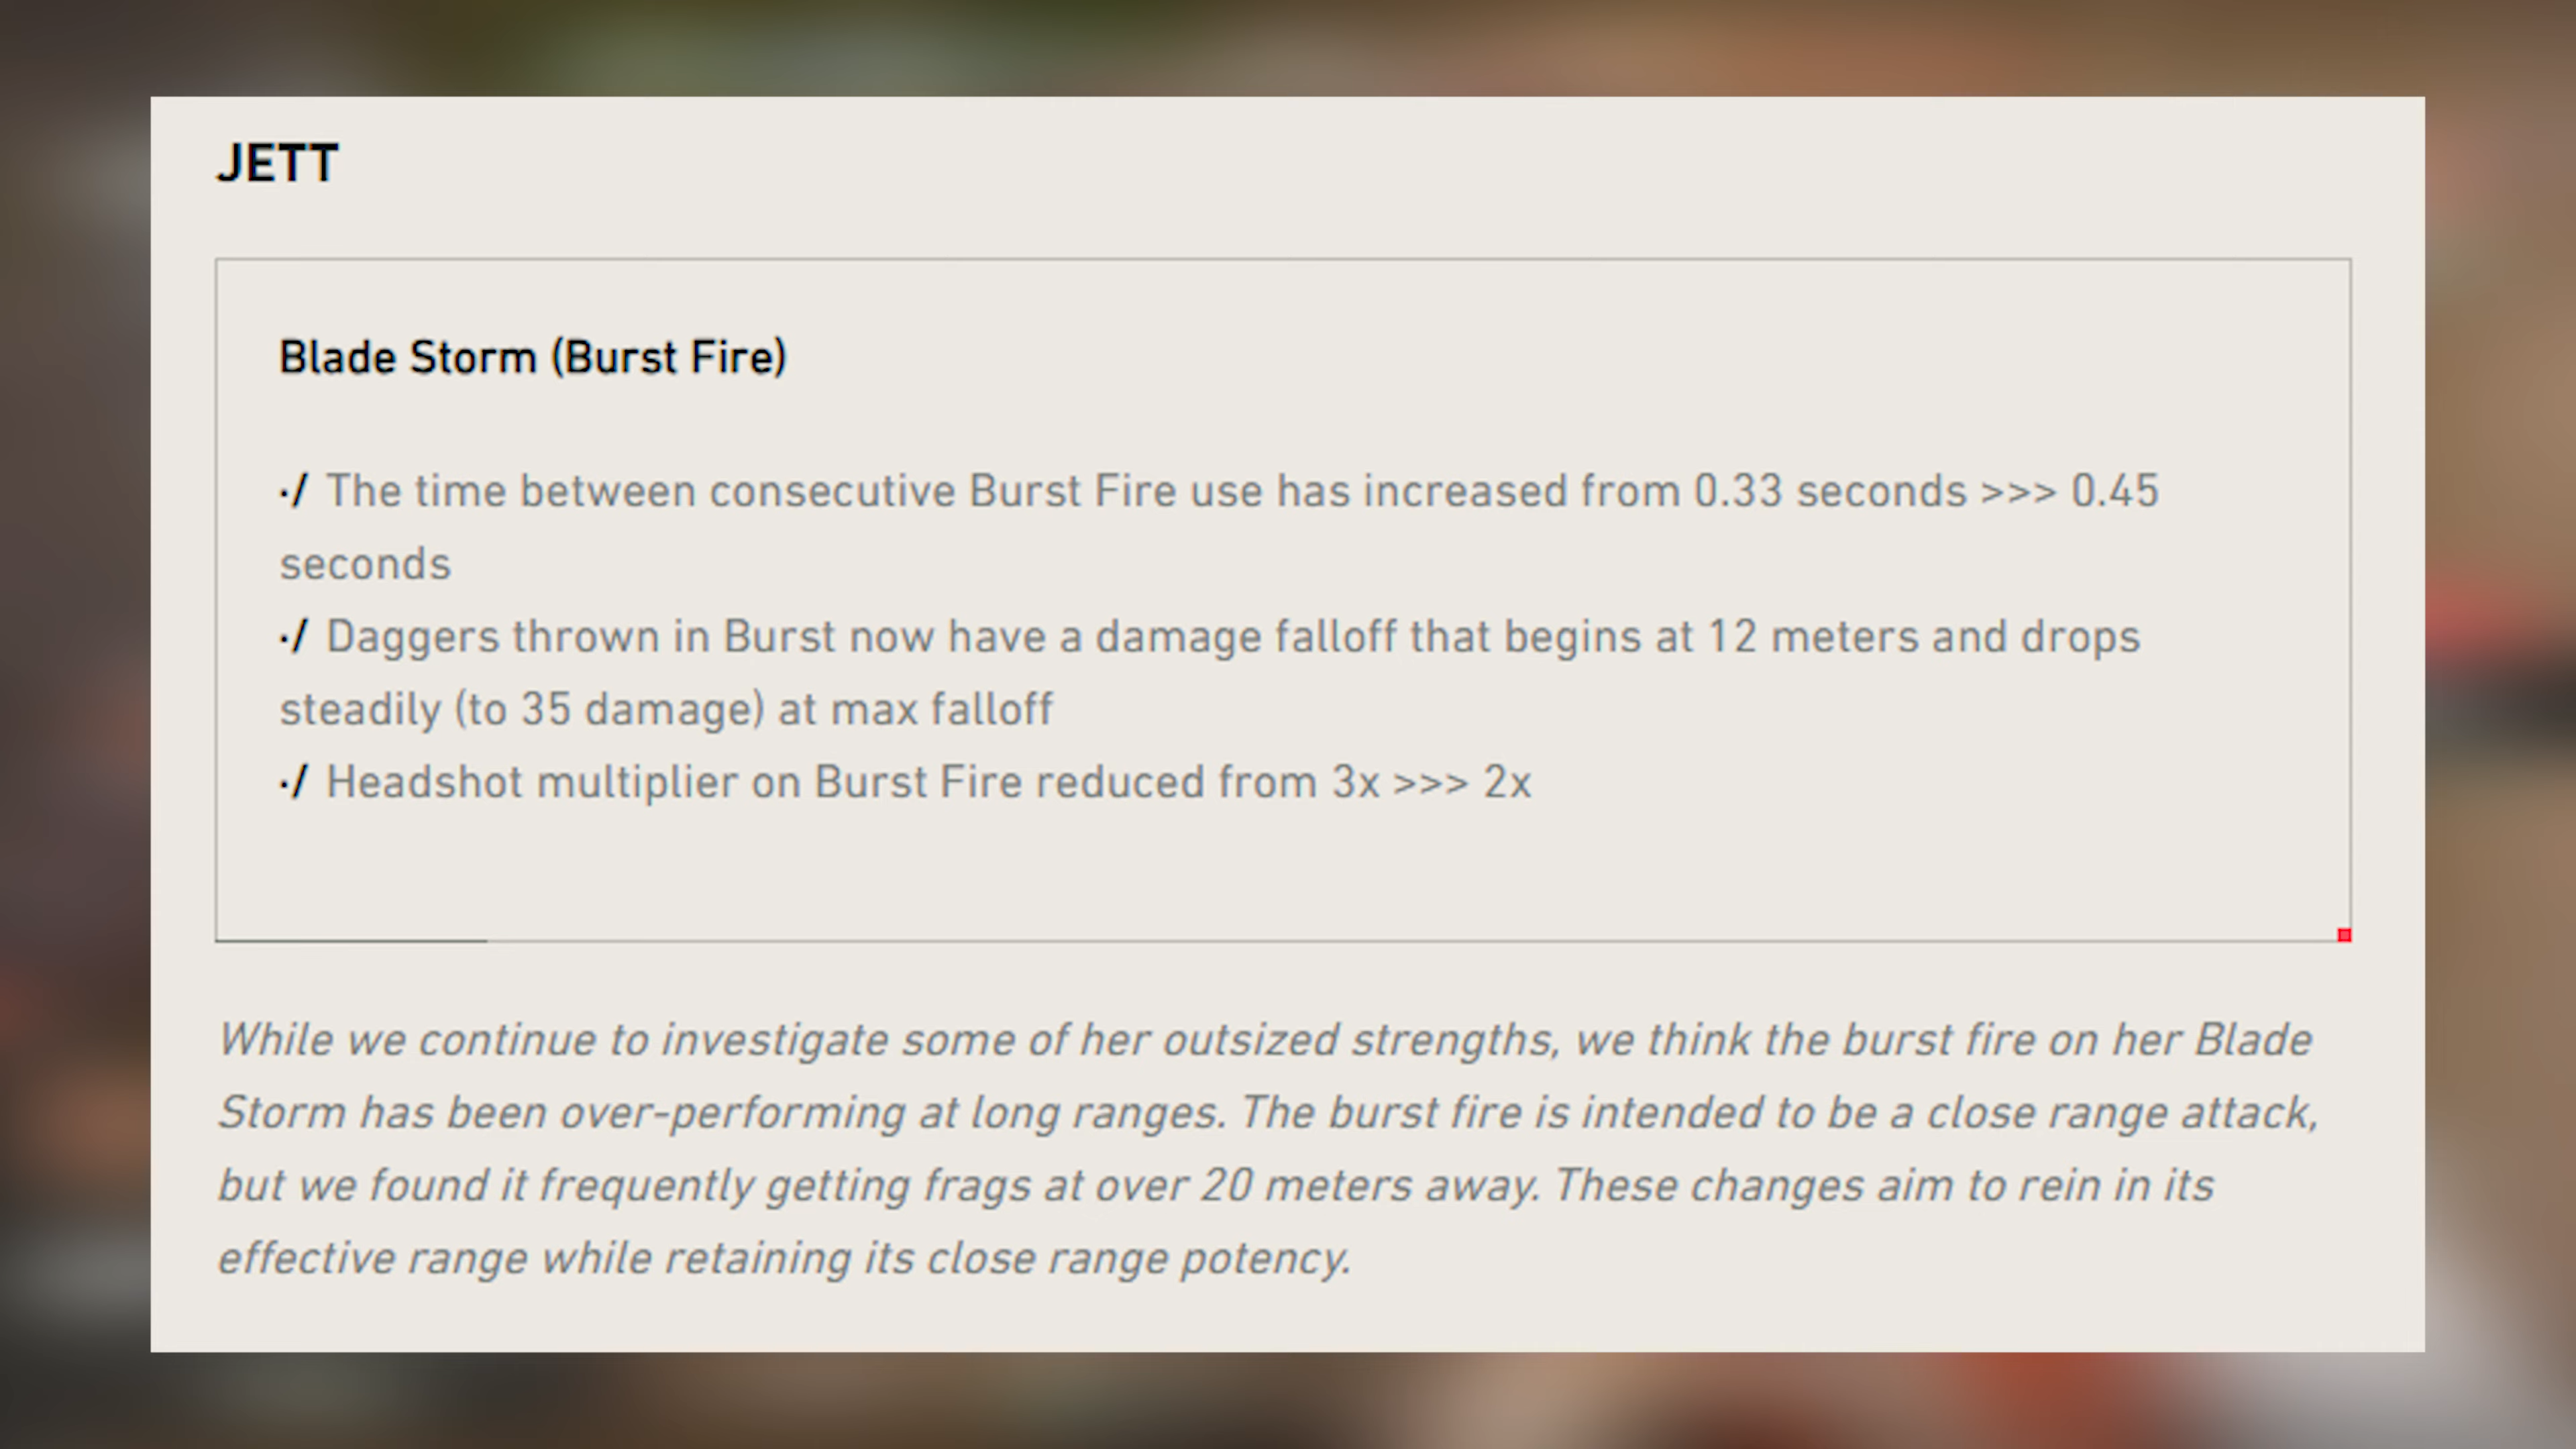 JETT
Blade Storm (Burst Fire)
·/ The time between consecutive Burst Fire use has increased from 0.33 seconds >>> 0.45
seconds
·/ Daggers thrown in Burst now have a damage falloff that begins at 12 meters and drops
steadily (to 35 damage) at max falloff
·/ Headshot multiplier on Burst Fire reduced from 3x >>> 2x
While we continue to investigate some of her outsized strengths, we think the burst fire on her Blade
Storm has been over-performing at long ranges. The burst fire is intended to be a close range attack,
but we found it frequently getting frags at over 20 meters away. These changes aim to rein in its
effective range while retaining its close range potency.